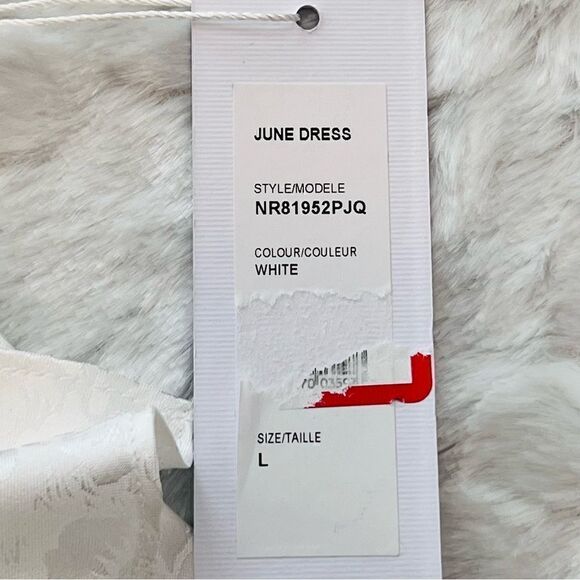 JUNE DRESS
STYLE/MODELE
NR81952PJQ
COLOUR/COULEUR
WHITE
SIZE/TAILLE
L